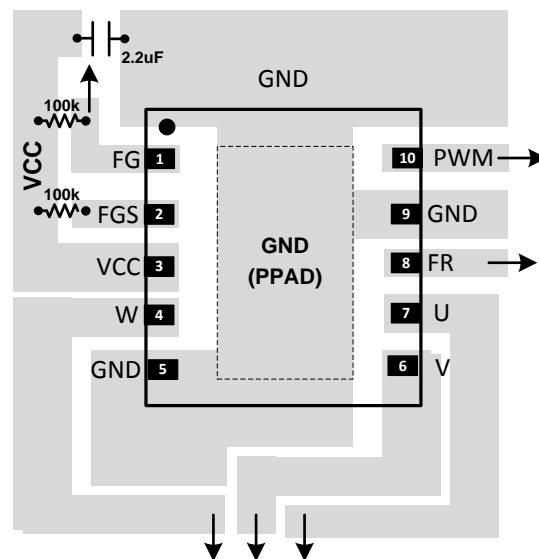 2.2uF
GND
100k
VCC
100k
FG 1
10 PWM
FGS 2
9 GND
GND
(PPAD)
VCC 3
8 FR
W 4
7 U
GND 5
6 V